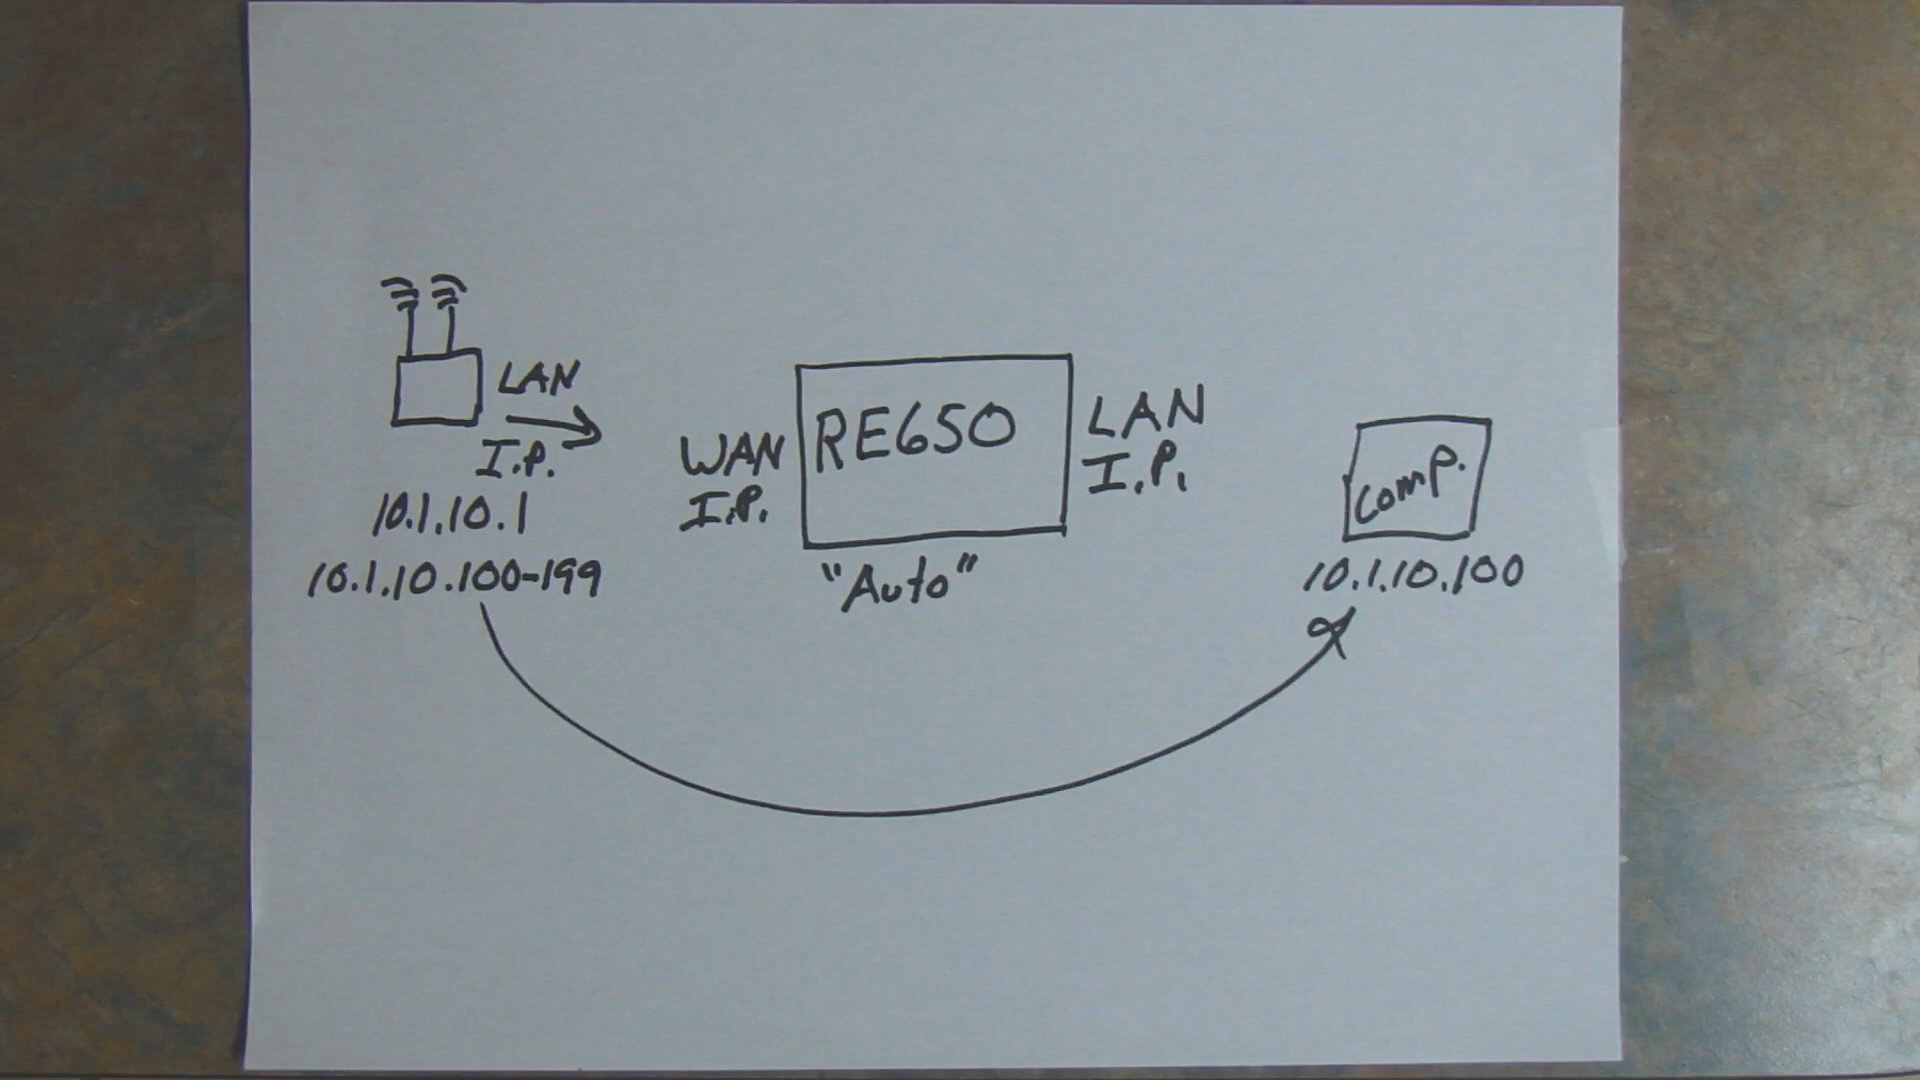 LAN
I.P.
10.1.10.1
10.1.10.100-199
WAN
I.P.
RE650
"Auto"
LAN
I.P.
comp.
10.1.10.100